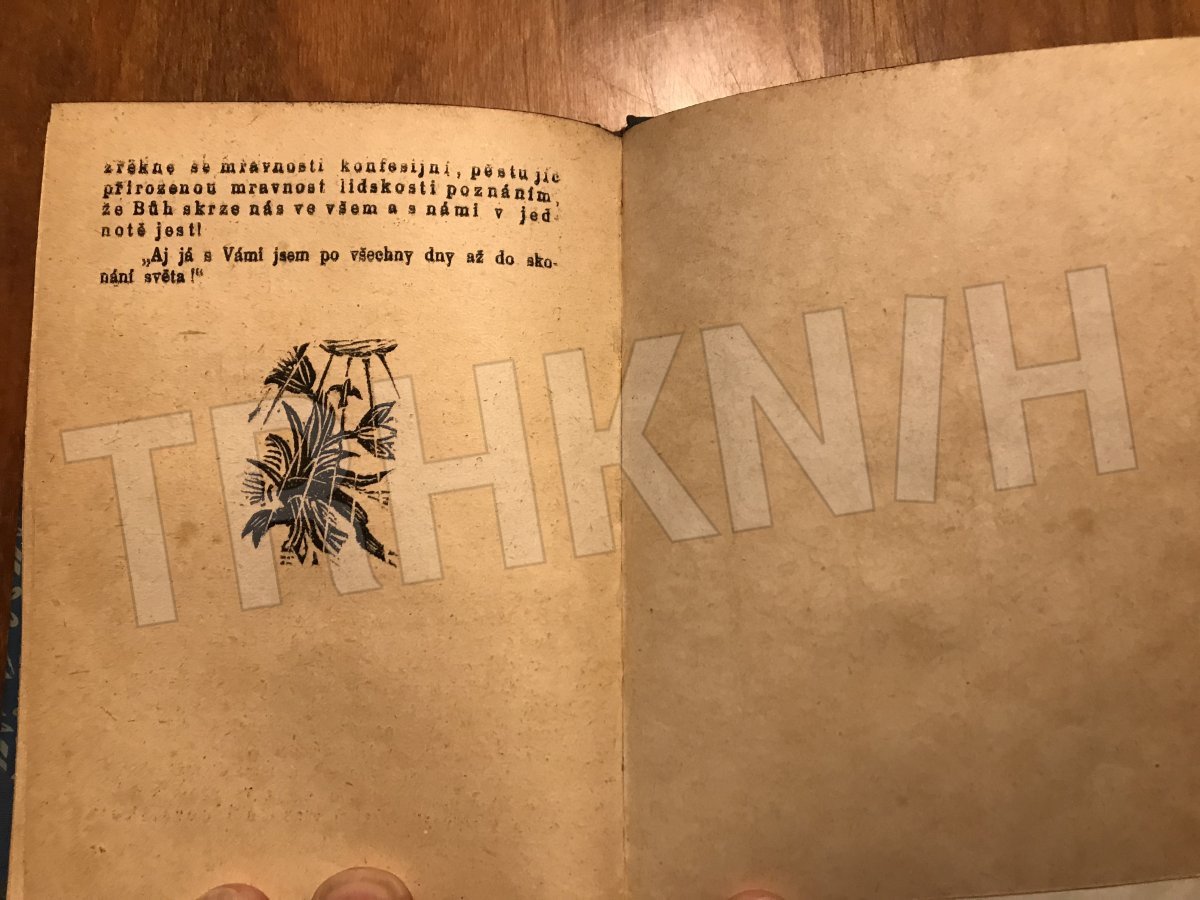 zřekne se mravnosti konfesijní, pěstujíc
přirozenou mravnost lidskosti poznáním,
že Bůh skrze nás ve všem a s námi v jed-
notě jest!
„Aj já s Vámi jsem po všechny dny až do sko-
nání světa!“
TRHKNIH